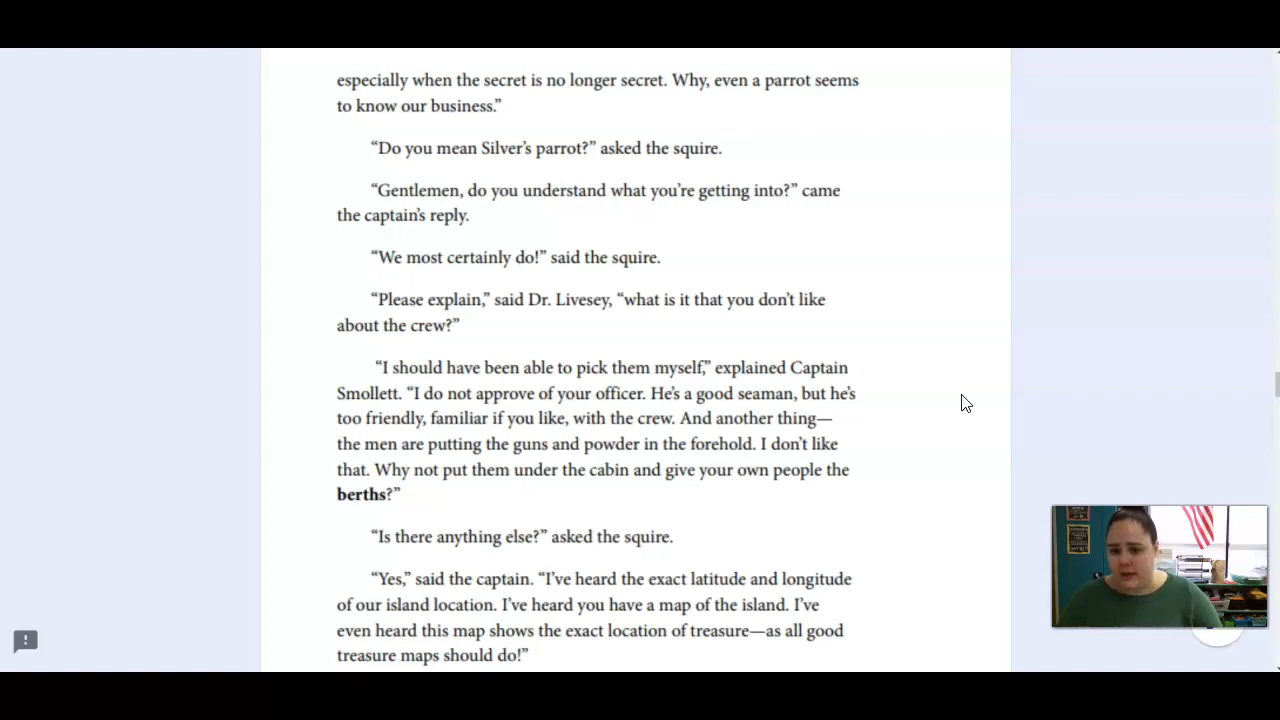 especially when the secret is no longer secret. Why, even a parrot seems
to know our business.”
“Do you mean Silver’s parrot?” asked the squire.
“Gentlemen, do you understand what you’re getting into?” came
the captain’s reply.
“We most certainly do!” said the squire.
“Please explain,” said Dr. Livesey, “what is it that you don’t like
about the crew?”
“I should have been able to pick them myself,” explained Captain
Smollett. “I do not approve of your officer. He’s a good seaman, but he’s
too friendly, familiar if you like, with the crew. And another thing—
the men are putting the guns and powder in the forehold. I don’t like
that. Why not put them under the cabin and give your own people the
berths?”
“Is there anything else?” asked the squire.
“Yes,” said the captain. “I’ve heard the exact latitude and longitude
of our island location. I’ve heard you have a map of the island. I’ve
even heard this map shows the exact location of treasure—as all good
treasure maps should do!”